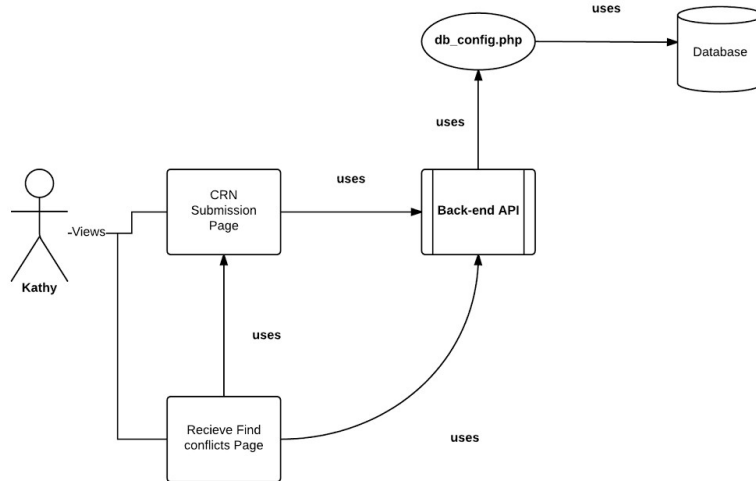 uses
db_config.php
Database
uses
CRN
Submission
Page
uses
Back-end API
Views
Kathy
uses
Recieve Find
conflicts Page
uses